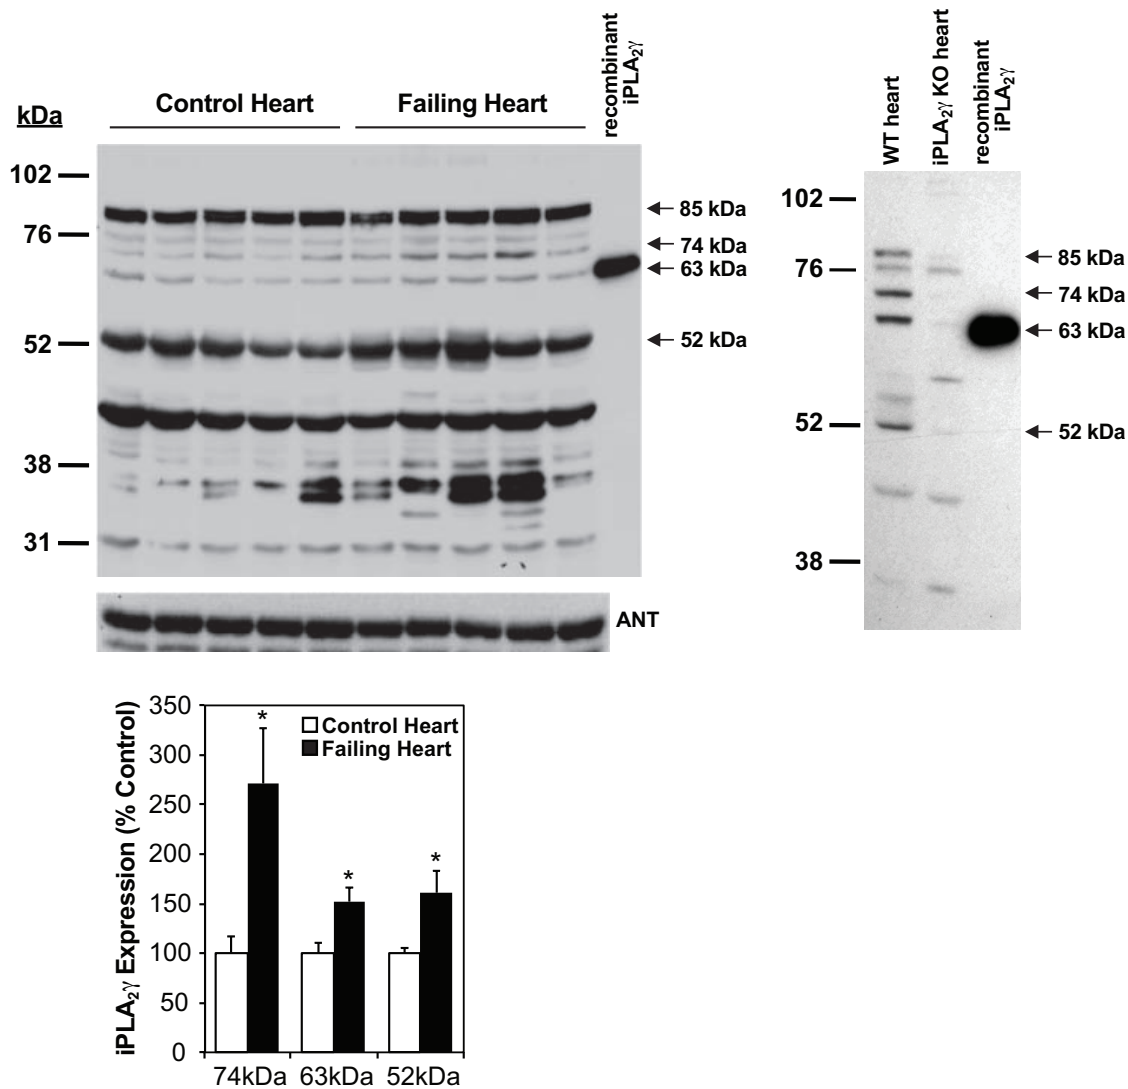 kDa
Control Heart
Failing Heart
recombinant
iPLA₂γ
102
76
52
38
31
85 kDa
74 kDa
63 kDa
52 kDa
ANT
WT heart
iPLA₂γ KO heart
recombinant
iPLA₂γ
102
76
52
38
85 kDa
74 kDa
63 kDa
52 kDa
iPLA₂γ Expression (% Control)
350
300
250
200
150
100
50
0
Control Heart
Failing Heart
*
*
*
74kDa 63kDa 52kDa